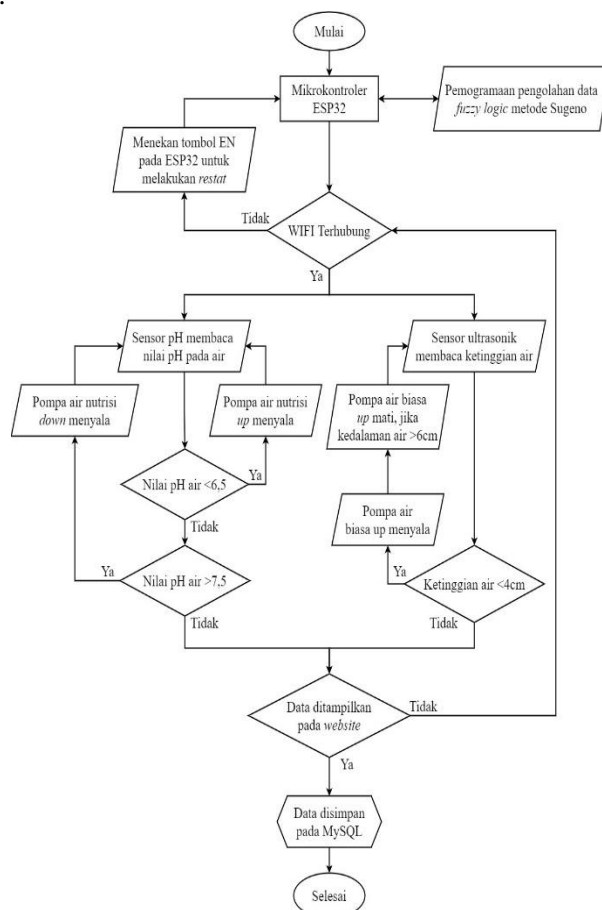 Mulai
Mikrokontroler
ESP32
Pemogramaan pengolahan data
fuzzy logic metode Sugeno
Menekan tombol EN
pada ESP32 untuk
melakukan restat
Tidak
WIFI Terhubung
Ya
Sensor pH membaca
nilai pH pada air
Sensor ultrasonik
membaca ketinggian air
Pompa air nutrisi
down menyala
Pompa air nutrisi
up menyala
Pompa air biasa
up mati, jika
kedalaman air >6cm
Nilai pH air <6,5
Ya
Tidak
Pompa air
biasa up menyala
Ya
Nilai pH air >7,5
Tidak
Ya
Ketinggian air <4cm
Tidak
Data ditampilkan
pada website
Tidak
Ya
Data disimpan
pada MySQL
Selesai